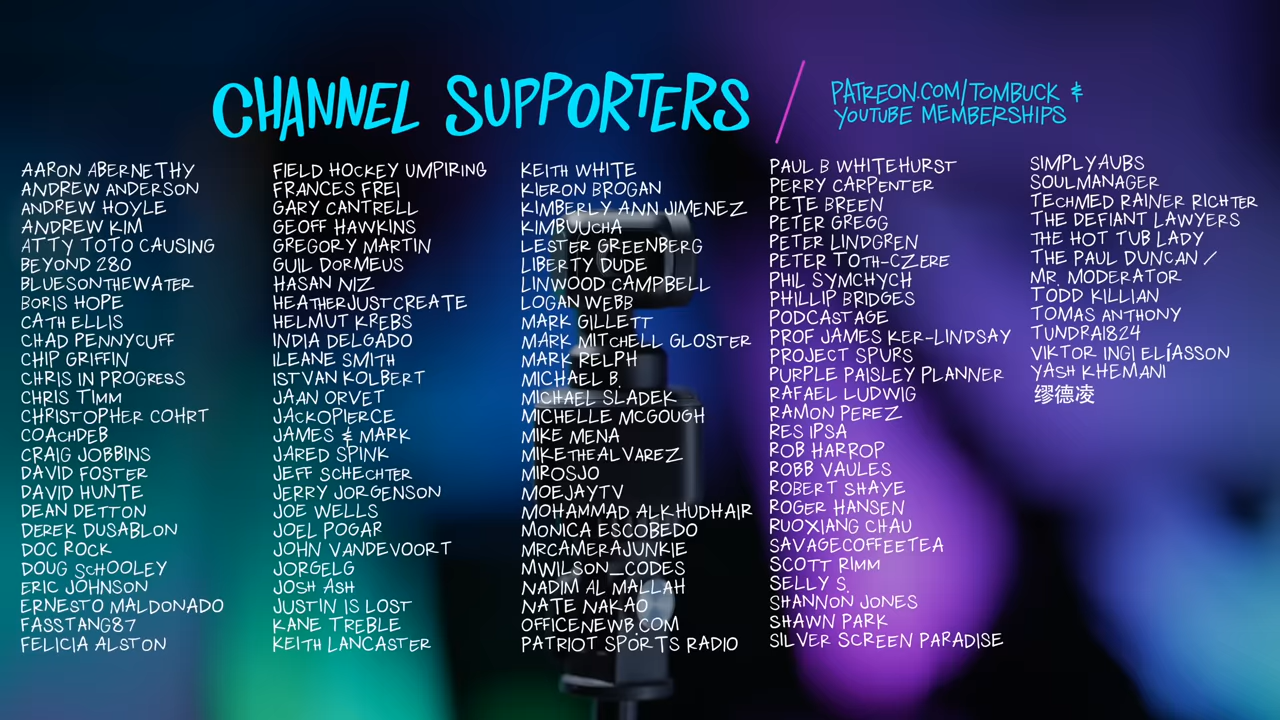 CHANNEL SUPPORTERS
PATREON.COM/TOMBUCK &
YOUTUBE MEMBERSHIPS
AARON ABERNETHY
ANDREW ANDERSON
ANDREW HOYLE
ANDREW KIM
ATTY TOTO CAUSING
BEYOND 280
BLUESONTHEWATER
BORIS HOPE
CATH ELLIS
CHAD PENNYCUFF
CHIP GRIFFIN
CHRIS IN PROGRESS
CHRIS TIMM
CHRISTOPHER COHRT
COACHDEB
CRAIG JOBBINS
DAVID FOSTER
DAVID HUNTE
DEAN DETTON
DEREK DUSABLON
DOC ROCK
DOUG SCHOOLEY
ERIC JOHNSON
ERNESTO MALDONADO
FASSTANG87
FELICIA ALSTON
FIELD HOCKEY UMPIRING
FRANCES FREI
GARY CANTRELL
GEOFF HAWKINS
GREGORY MARTIN
GUIL DORMEUS
HASAN NIZ
HEATHERJUSTCREATE
HELMUT KREBS
INDIA DELGADO
ILEANE SMITH
ISTVAN KOLBERT
JAAN ORVET
JACKOPIERCE
JAMES & MARK
JARED SPINK
JEFF SCHECHTER
JERRY JORGENSON
JOE WELLS
JOEL POGAR
JOHN VANDEVOORT
JORGELG
JOSH ASH
JUSTIN IS LOST
KANE TREBLE
KEITH LANCASTER
KEITH WHITE
KIERON BROGAN
KIMBERLY ANN JIMENEZ
KIMBUUCHA
LESTER GREENBERG
LIBERTY DUDE
LINWOOD CAMPBELL
LOGAN WEBB
MARK GILLETT
MARK MITCHELL GLOSTER
MARK RELPH
MICHAEL B.
MICHAEL SLADEK
MICHELLE MCGOUGH
MIKE MENA
MIKETHEALVAREZ
MIROSJO
MOEJAYTV
MOHAMMAD ALKHUDHAIR
MONICA ESCOBEDO
MRCAMERAJUNKIE
MWILSON_CODES
NADIM AL MALLAH
NATE NAKAO
OFFICENEWB.COM
PATRIOT SPORTS RADIO
PAUL B WHITEHURST
PERRY CARPENTER
PETE BREEN
PETER GREGG
PETER LINDGREN
PETER TOTH-CZERE
PHIL SYMCHYCH
PHILLIP BRIDGES
PODCASTAGE
PROF JAMES KER-LINDSAY
PROJECT SPURS
PURPLE PAISLEY PLANNER
RAFAEL LUDWIG
RAMON PEREZ
RES IPSA
ROB HARROP
ROBB VAULES
ROBERT SHAYE
ROGER HANSEN
RUOXIANG CHAU
SAVAGECOFFEETEA
SCOTT RIMM
SELLY S.
SHANNON JONES
SHAWN PARK
SILVER SCREEN PARADISE
SIMPLYAUBS
SOULMANAGER
TECHMED RAINER RICHTER
THE DEFIANT LAWYERS
THE HOT TUB LADY
THE PAUL DUNCAN /
MR. MODERATOR
TODD KILLIAN
TOMAS ANTHONY
TUNDRA1824
VIKTOR INGI ELÍASSON
YASH KHEMANI
缪德凌